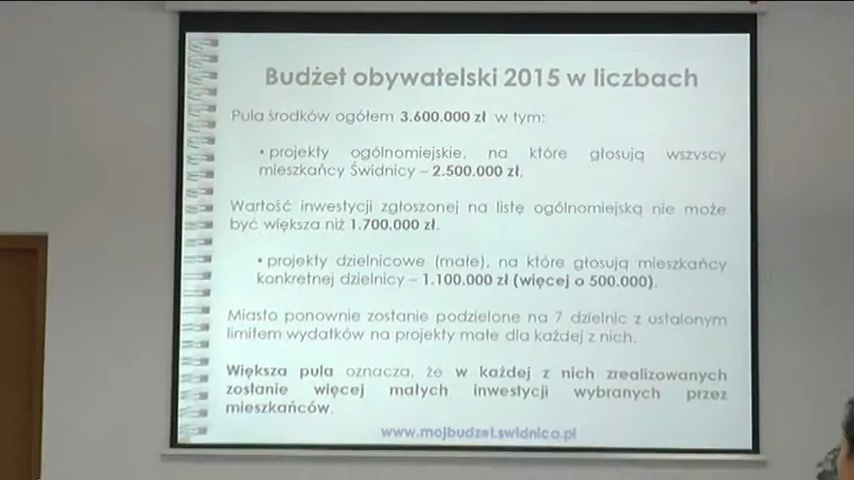 Budżet obywatelski 2015 w liczbach
Pula środków ogółem 3.600.000 zł w tym:
• projekty ogólnomiejskie, na które głosują wszyscy
mieszkańcy Świdnicy – 2.500.000 zł.
Wartość inwestycji zgłoszonej na listę ogólnomiejską nie może
być większa niż 1.700.000 zł.
• projekty dzielnicowe (małe), na które głosują mieszkańcy
konkretnej dzielnicy – 1.100.000 zł (więcej o 500.000).
Miasto ponownie zostanie podzielone na 7 dzielnic z ustalonym
limitem wydatków na projekty małe dla każdej z nich.
Większa pula oznacza, że w każdej z nich zrealizowanych
zostanie więcej małych inwestycji wybranych przez
mieszkańców.
www.mojbudzet.swidnica.pl